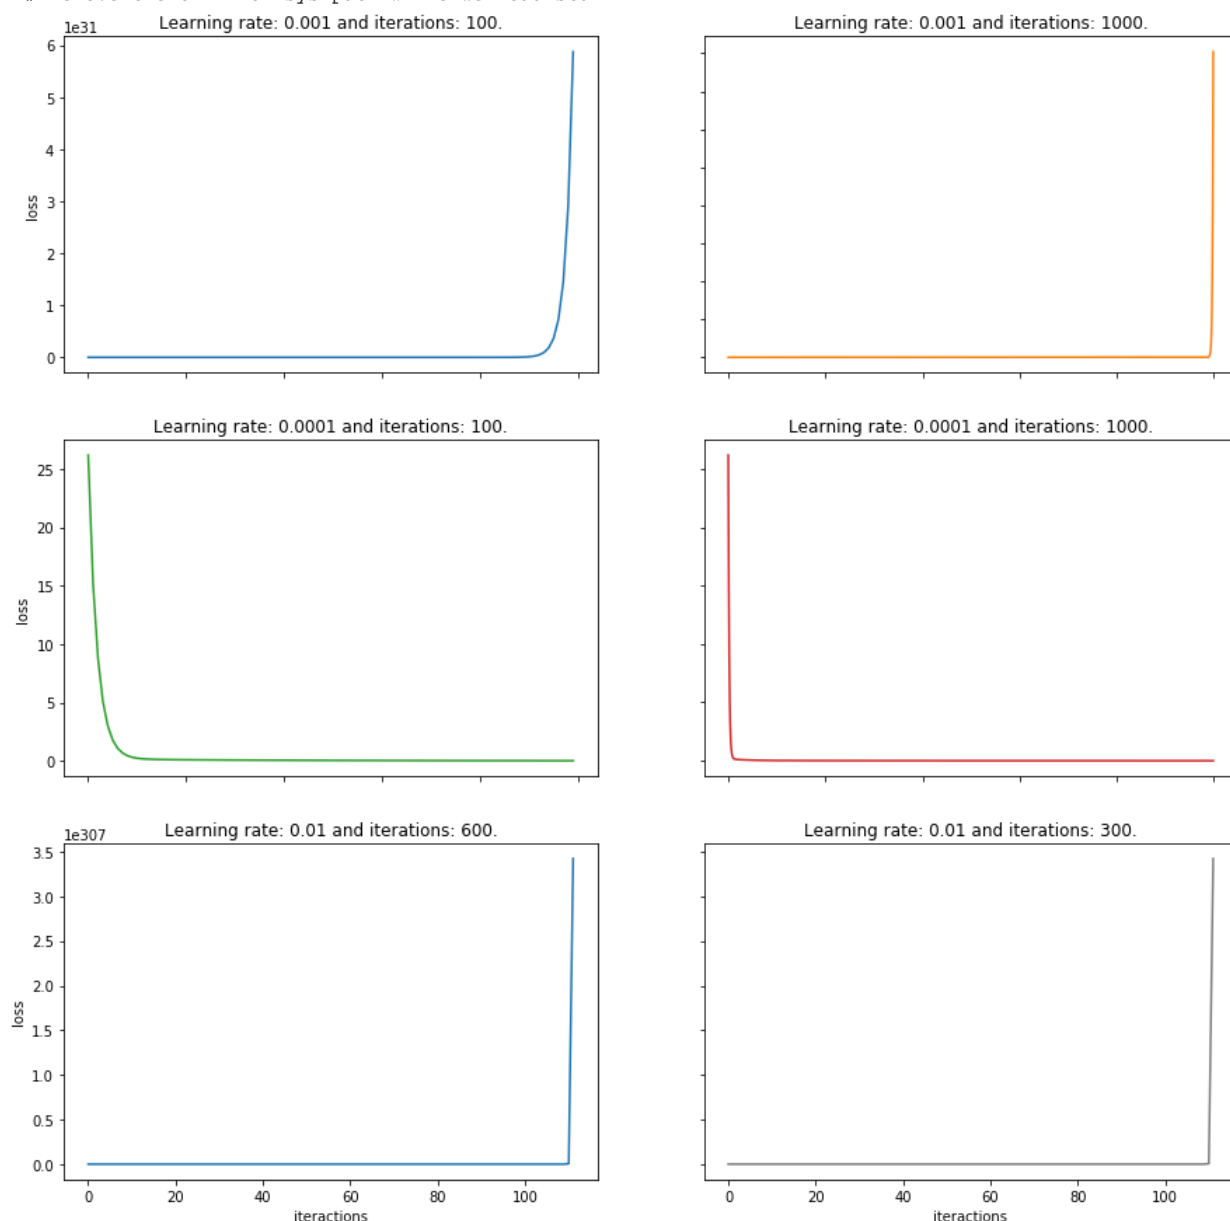 1e31
Learning rate: 0.001 and iterations: 100.
Learning rate: 0.001 and iterations: 1000.
6
5
4
3
2
1
0
loss
Learning rate: 0.0001 and iterations: 100.
Learning rate: 0.0001 and iterations: 1000.
25
20
15
10
5
0
loss
1e307
Learning rate: 0.01 and iterations: 600.
Learning rate: 0.01 and iterations: 300.
3.5
3.0
2.5
2.0
1.5
1.0
0.5
0.0
loss
0 20 40 60 80 100
0 20 40 60 80 100
iteractions
iteractions